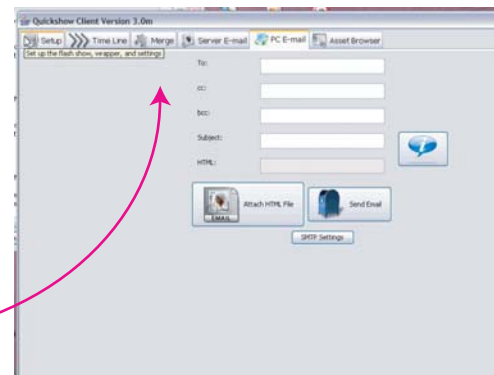 Quickshow Client Version 3.0m
Setup Time Line Merge Server E-mail PC E-mail Asset Browser
Set up the flash show, wrapper, and settings
To:
cc:
bcc:
Subject:
HTML:
EMAIL Attach HTML File Send Email
SMTP Settings